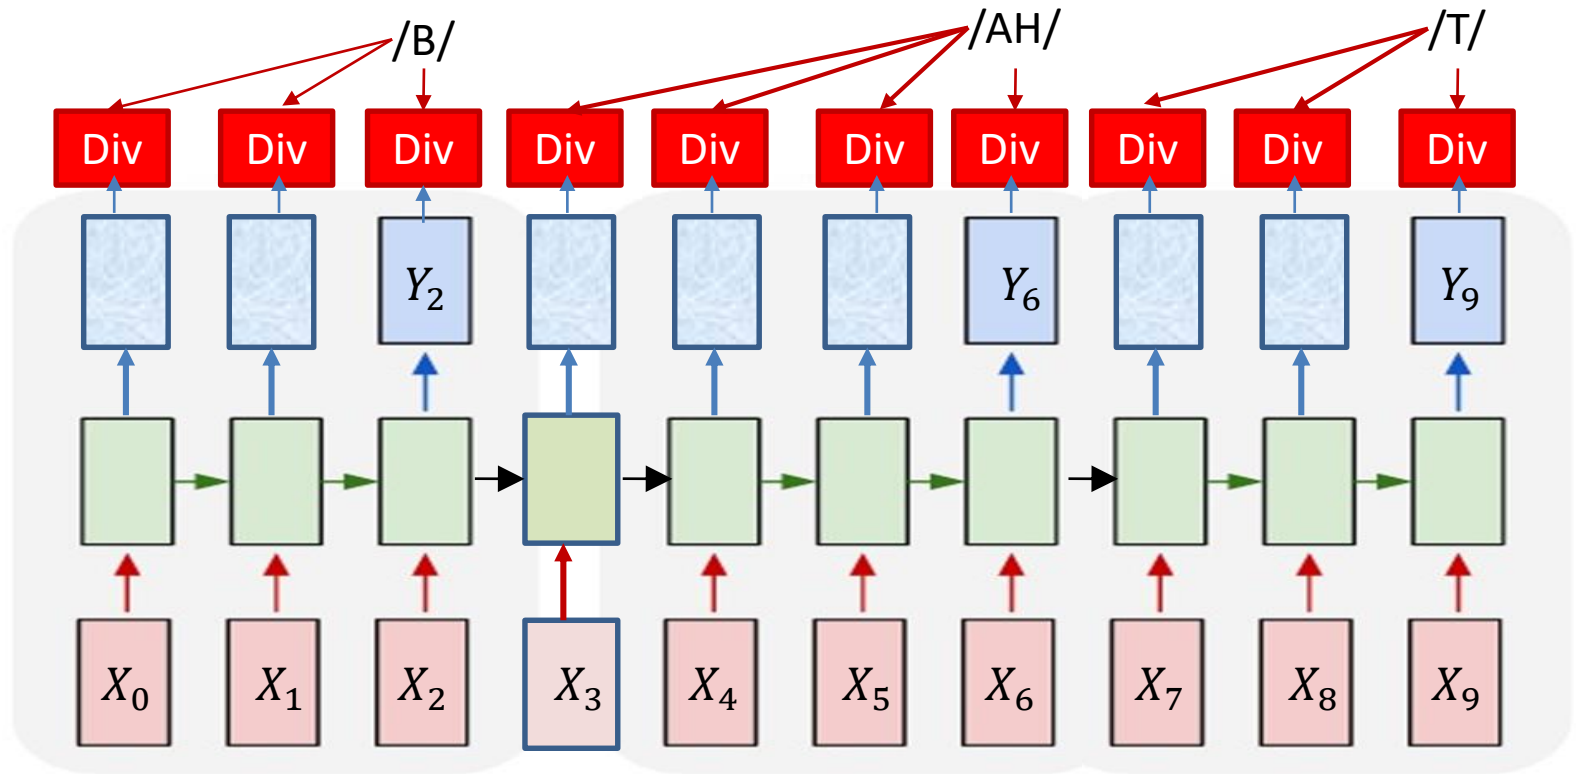 /B/ /AH/ /T/
Div Div Div Div Div Div Div Div Div Div
Y₂ Y₆ Y₉
X₀ X₁ X₂ X₃ X₄ X₅ X₆ X₇ X₈ X₉